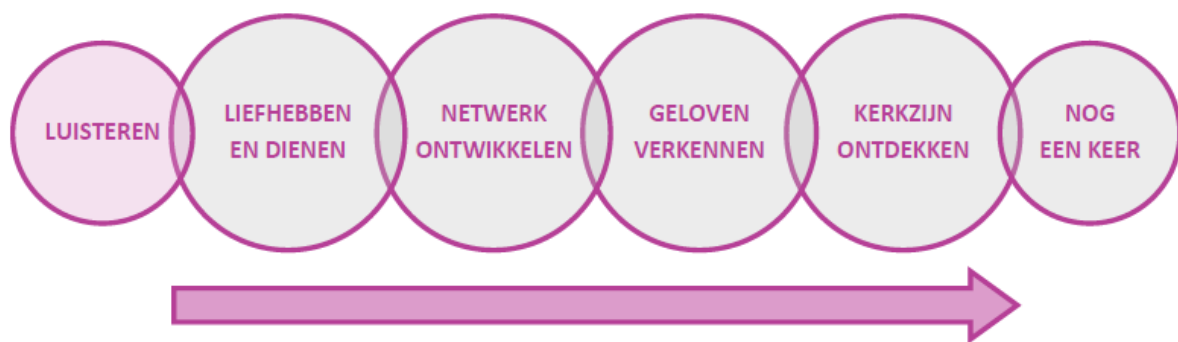 LUISTEREN
LIEFHEBBEN
EN DIENEN
NETWERK
ONTWIKKELEN
GELOVEN
VERKENNEN
KERKZIJN
ONTDEKKEN
NOG
EEN KEER